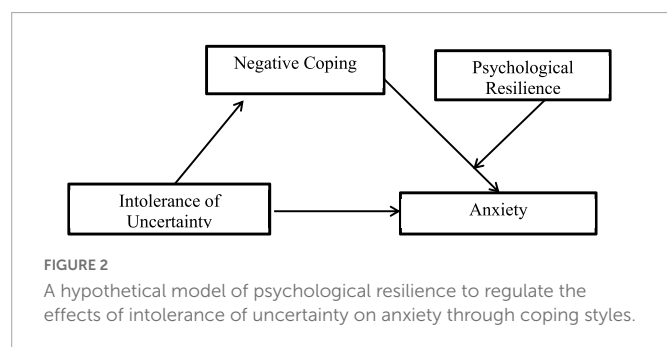 Negative Coping
Psychological
Resilience
Intolerance of
Uncertainty
Anxiety
FIGURE 2
A hypothetical model of psychological resilience to regulate the
effects of intolerance of uncertainty on anxiety through coping styles.